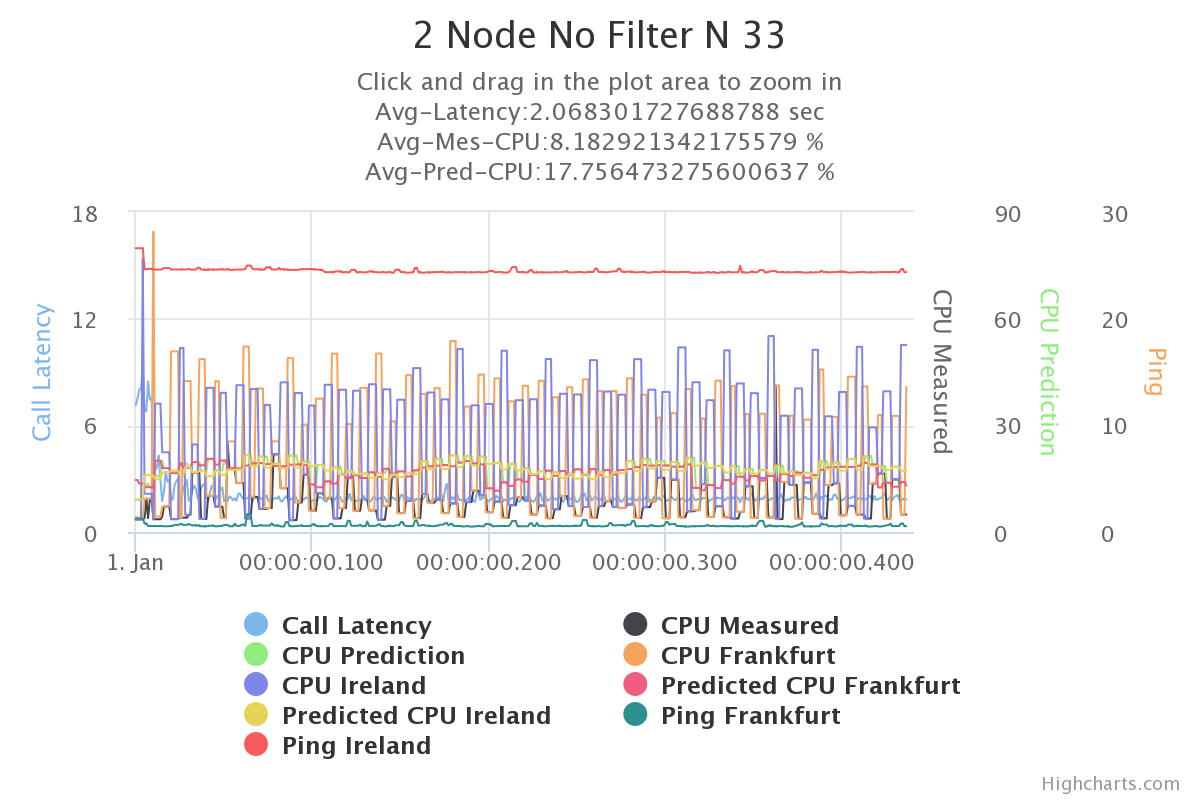 2 Node No Filter N 33
Click and drag in the plot area to zoom in
Avg-Latency:2.068301727688788 sec
Avg-Mes-CPU:8.182921342175579 %
Avg-Pred-CPU:17.756473275600637 %
18
12
6
0
Call Latency
90
60
30
0
CPU Measured
CPU Prediction
30
20
10
0
Ping
1. Jan
00:00:00.100
00:00:00.200
00:00:00.300
00:00:00.400
Call Latency
CPU Measured
CPU Prediction
CPU Frankfurt
CPU Ireland
Predicted CPU Frankfurt
Predicted CPU Ireland
Ping Frankfurt
Ping Ireland
Highcharts.com